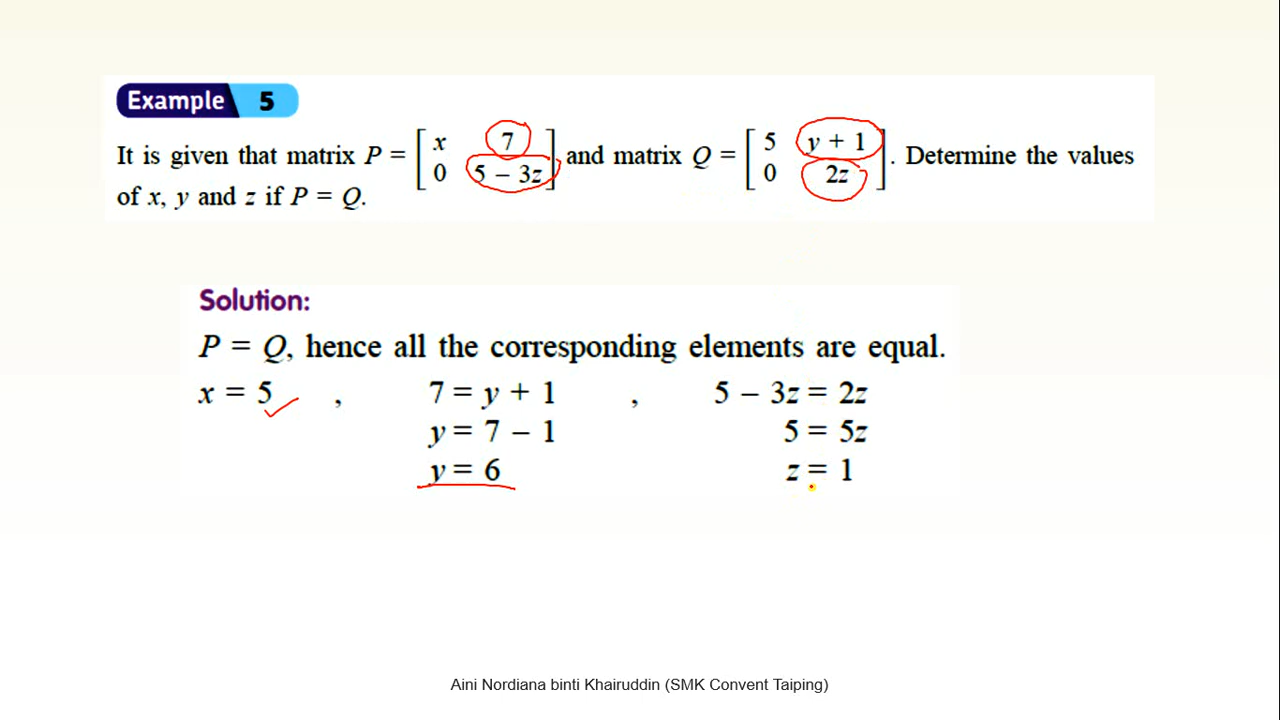 Example 5
It is given that matrix P = [ x 7 ; 0 5 – 3z ] and matrix Q = [ 5 y + 1 ; 0 2z ]. Determine the values
of x, y and z if P = Q.
Solution:
P = Q, hence all the corresponding elements are equal.
x = 5 , 7 = y + 1 , 5 – 3z = 2z
y = 7 – 1 5 = 5z
y = 6 z = 1
Aini Nordiana binti Khairuddin (SMK Convent Taiping)